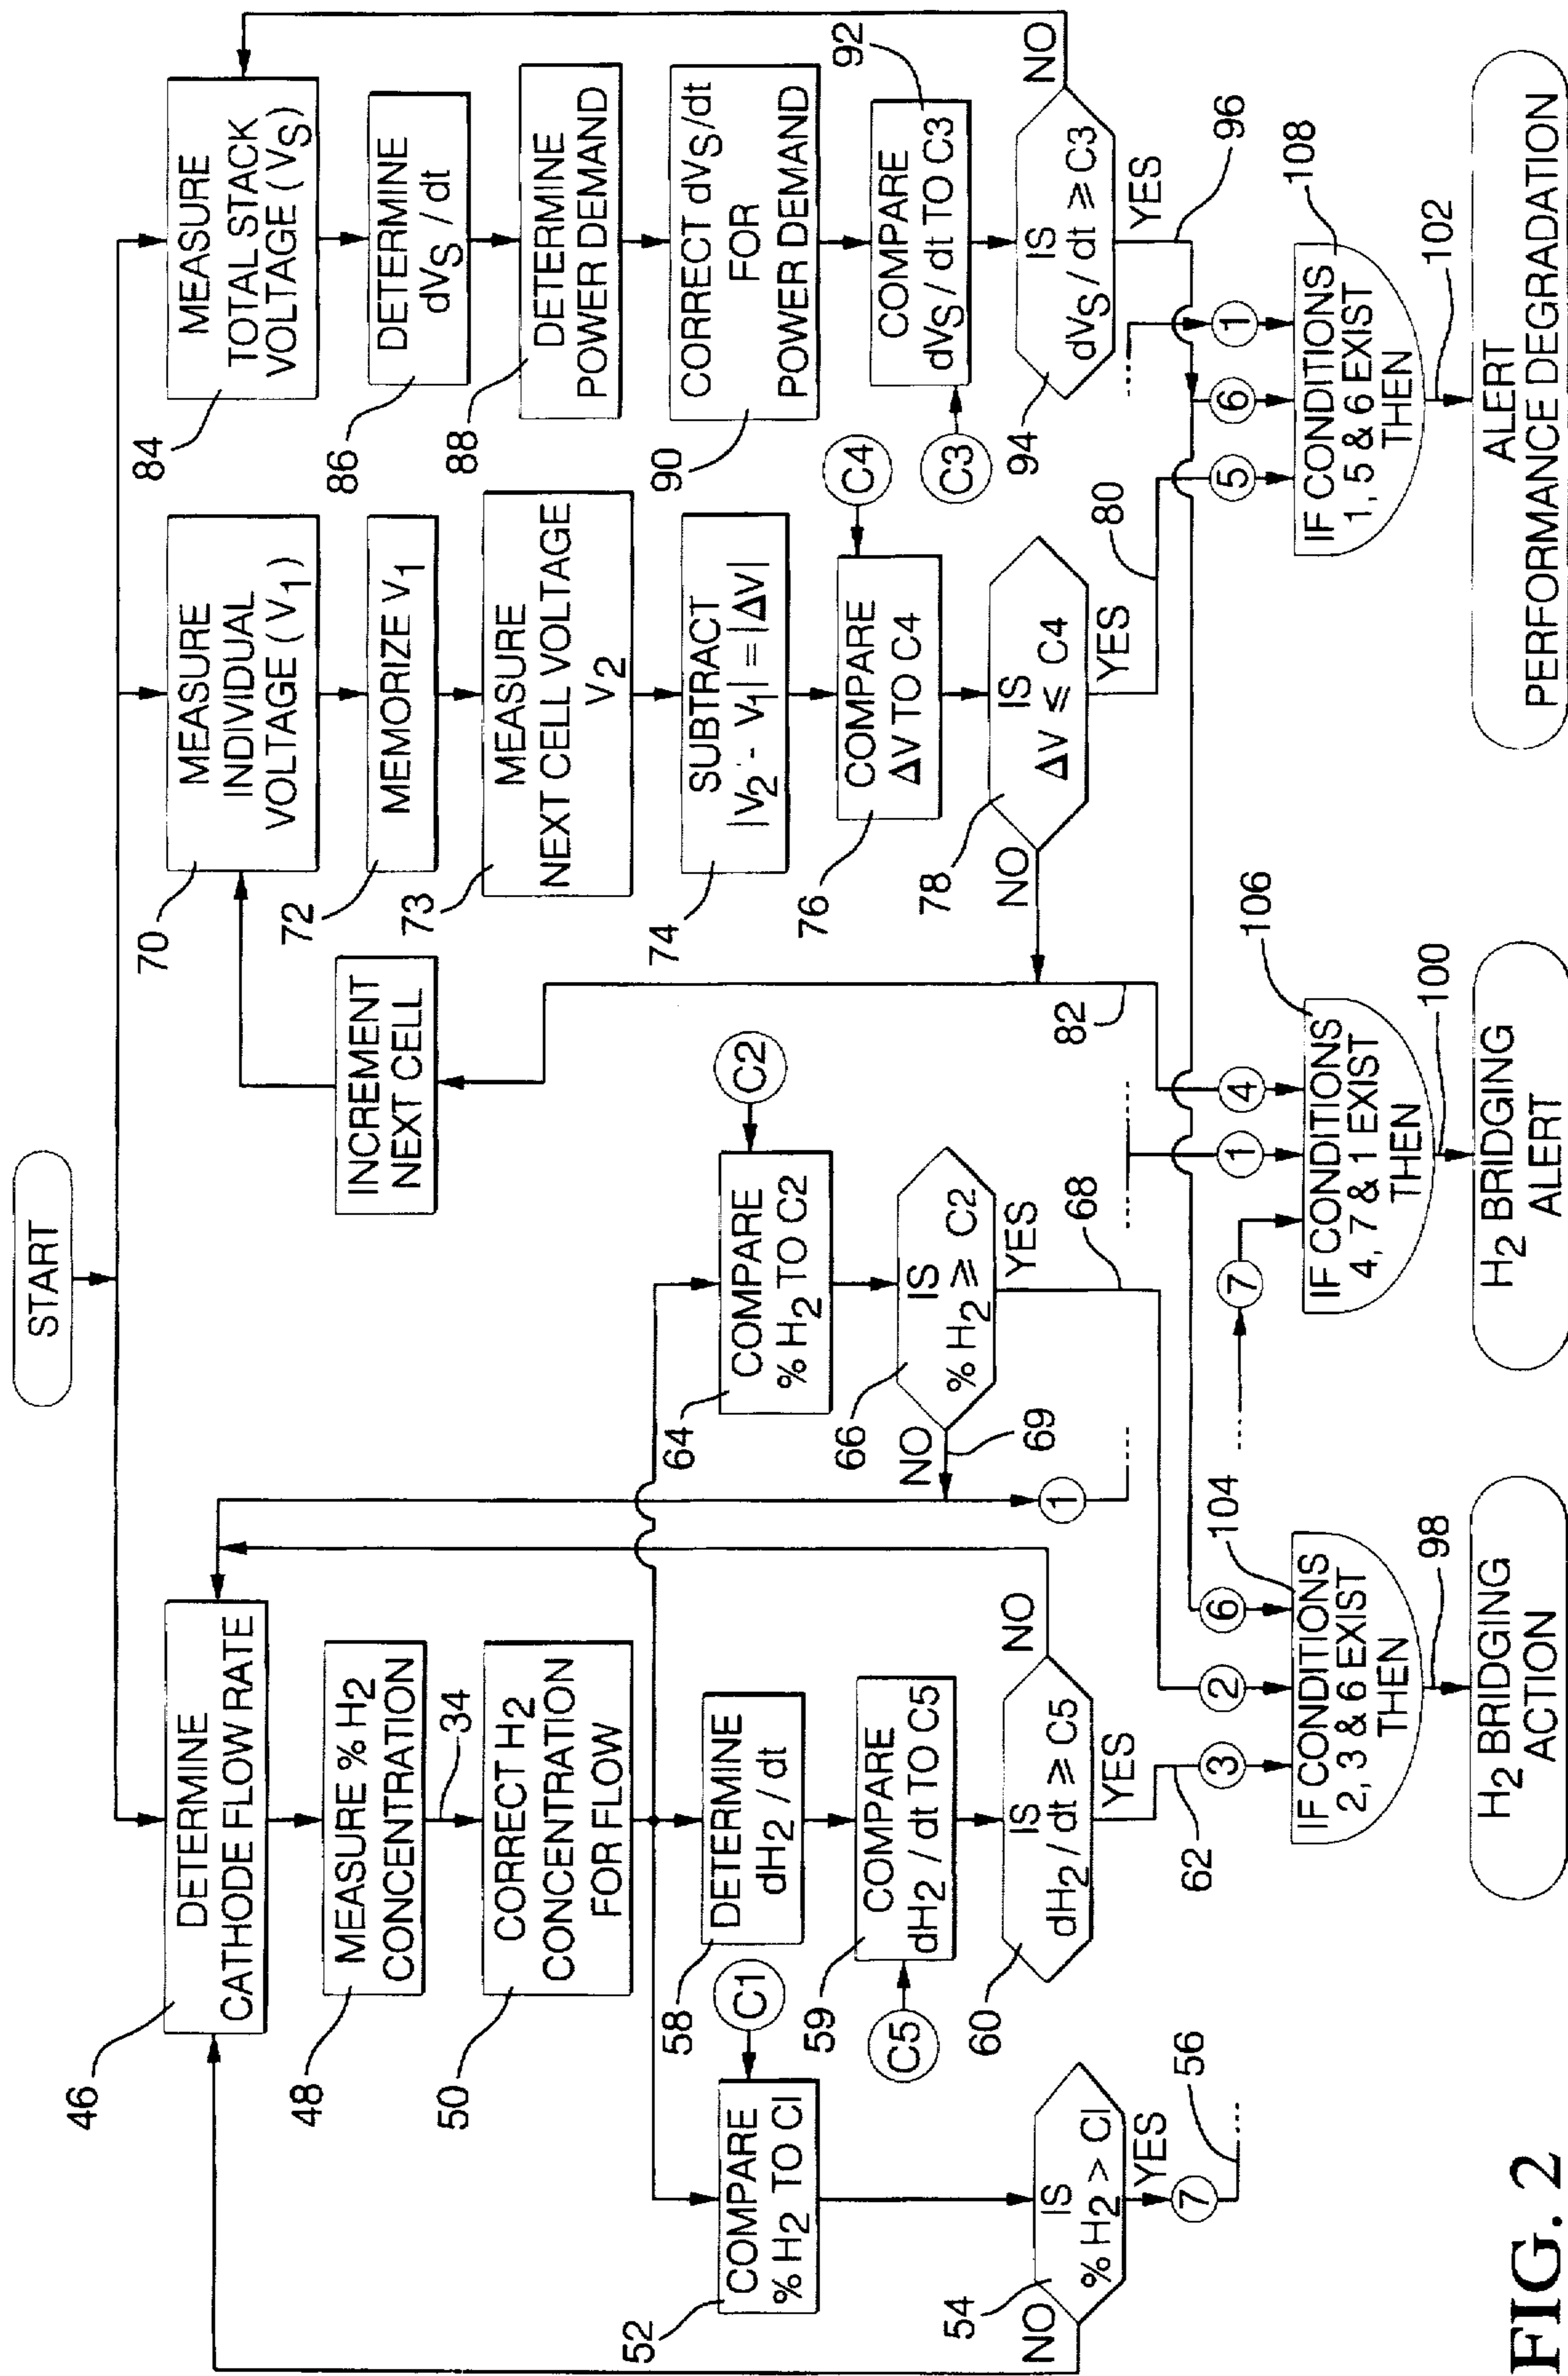 START
46
DETERMINE
CATHODE FLOW RATE
48
MEASURE % H2
CONCENTRATION
34
50
CORRECT H2
CONCENTRATION
FOR FLOW
52
COMPARE
% H2 TO CI
C1
54
IS
% H2 > CI
NO
YES
7
56
58
DETERMINE
dH2 / dt
59
COMPARE
dH2 / dt TO C5
C5
60
IS
dH2 / dt ≥ C5
NO
YES
62
64
COMPARE
% H2 TO C2
C2
66
IS
% H2 ≥ C2
NO
69
YES
68
1
INCREMENT
NEXT CELL
70
MEASURE
INDIVIDUAL
VOLTAGE (V1)
72
MEMORIZE V1
73
MEASURE
NEXT CELL VOLTAGE
V2
74
SUBTRACT
|V2 - V1| = |ΔV|
76
COMPARE
ΔV TO C4
C4
78
IS
ΔV ≤ C4
NO
82
YES
80
84
MEASURE
TOTAL STACK
VOLTAGE (VS)
86
DETERMINE
dVS / dt
88
DETERMINE
POWER DEMAND
90
CORRECT dVS/dt
FOR
POWER DEMAND
92
COMPARE
dVS / dt TO C3
C3
94
IS
dVS / dt ≥ C3
NO
YES
96
3
2
6
104
IF CONDITIONS
2, 3 & 6 EXIST
THEN
98
H2 BRIDGING
ACTION
7
1
4
106
IF CONDITIONS
4, 7 & 1 EXIST
THEN
100
H2 BRIDGING
ALERT
5
6
1
108
IF CONDITIONS
1, 5 & 6 EXIST
THEN
102
ALERT
PERFORMANCE DEGRADATION
FIG. 2